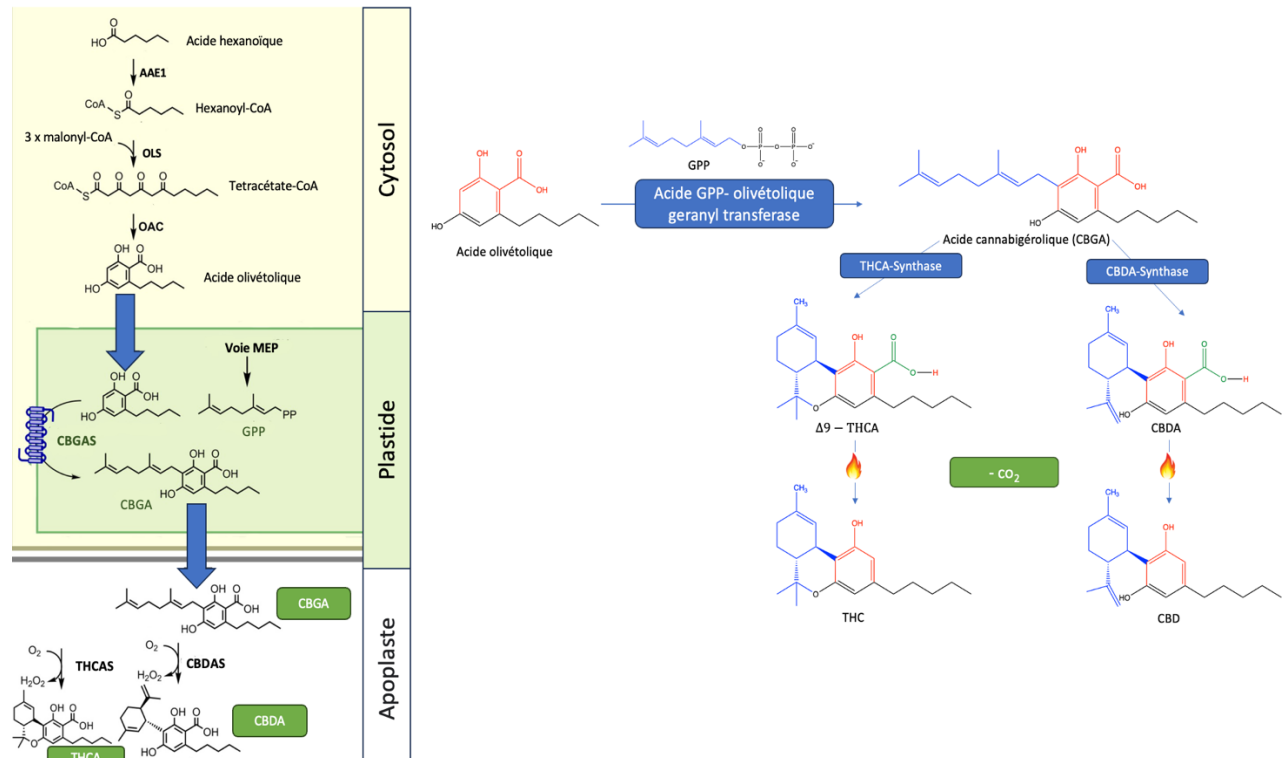 Acide hexanoïque
AAE1
Hexanoyl-CoA
3 x malonyl-CoA
OLS
Tetracétate-CoA
OAC
Acide olivétolique
Cytosol
Voie MEP
GPP
CBGAS
CBGA
Plastide
CBGA
O₂
THCAS
H₂O₂
O₂
CBDAS
H₂O₂
CBDA
THCA
Apoplaste
GPP
Acide GPP- olivétolique
geranyl transferase
Acide olivétolique
Acide cannabigérolique (CBGA)
THCA-Synthase
CBDA-Synthase
Δ9 – THCA
CBDA
- CO₂
THC
CBD